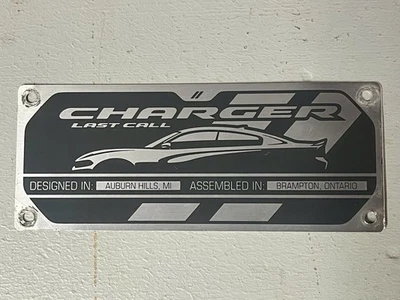 CHARGER
LAST CALL
DESIGNED IN: AUBURN HILLS, MI ASSEMBLED IN: BRAMPTON, ONTARIO